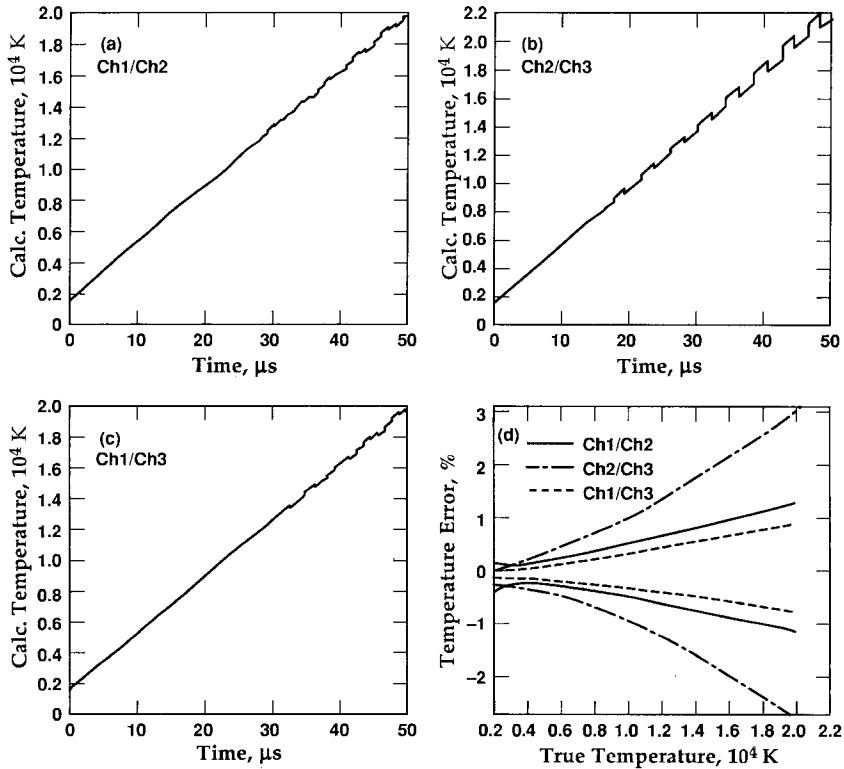 (a)
Ch1/Ch2
Calc. Temperature, 10⁴ K
2.0
1.8
1.6
1.4
1.2
1.0
0.8
0.6
0.4
0.2
0
0 10 20 30 40 50
Time, μs
(b)
Ch2/Ch3
Calc. Temperature, 10⁴ K
2.2
2.0
1.8
1.6
1.4
1.2
1.0
0.8
0.6
0.4
0.2
0
0 10 20 30 40 50
Time, μs
(c)
Ch1/Ch3
Calc. Temperature, 10⁴ K
2.0
1.8
1.6
1.4
1.2
1.0
0.8
0.6
0.4
0.2
0
0 10 20 30 40 50
Time, μs
(d)
Ch1/Ch2
Ch2/Ch3
Ch1/Ch3
Temperature Error, %
3
2
1
0
−1
−2
0.2 0.4 0.6 0.8 1.0 1.2 1.4 1.6 1.8 2.0 2.2
True Temperature, 10⁴ K